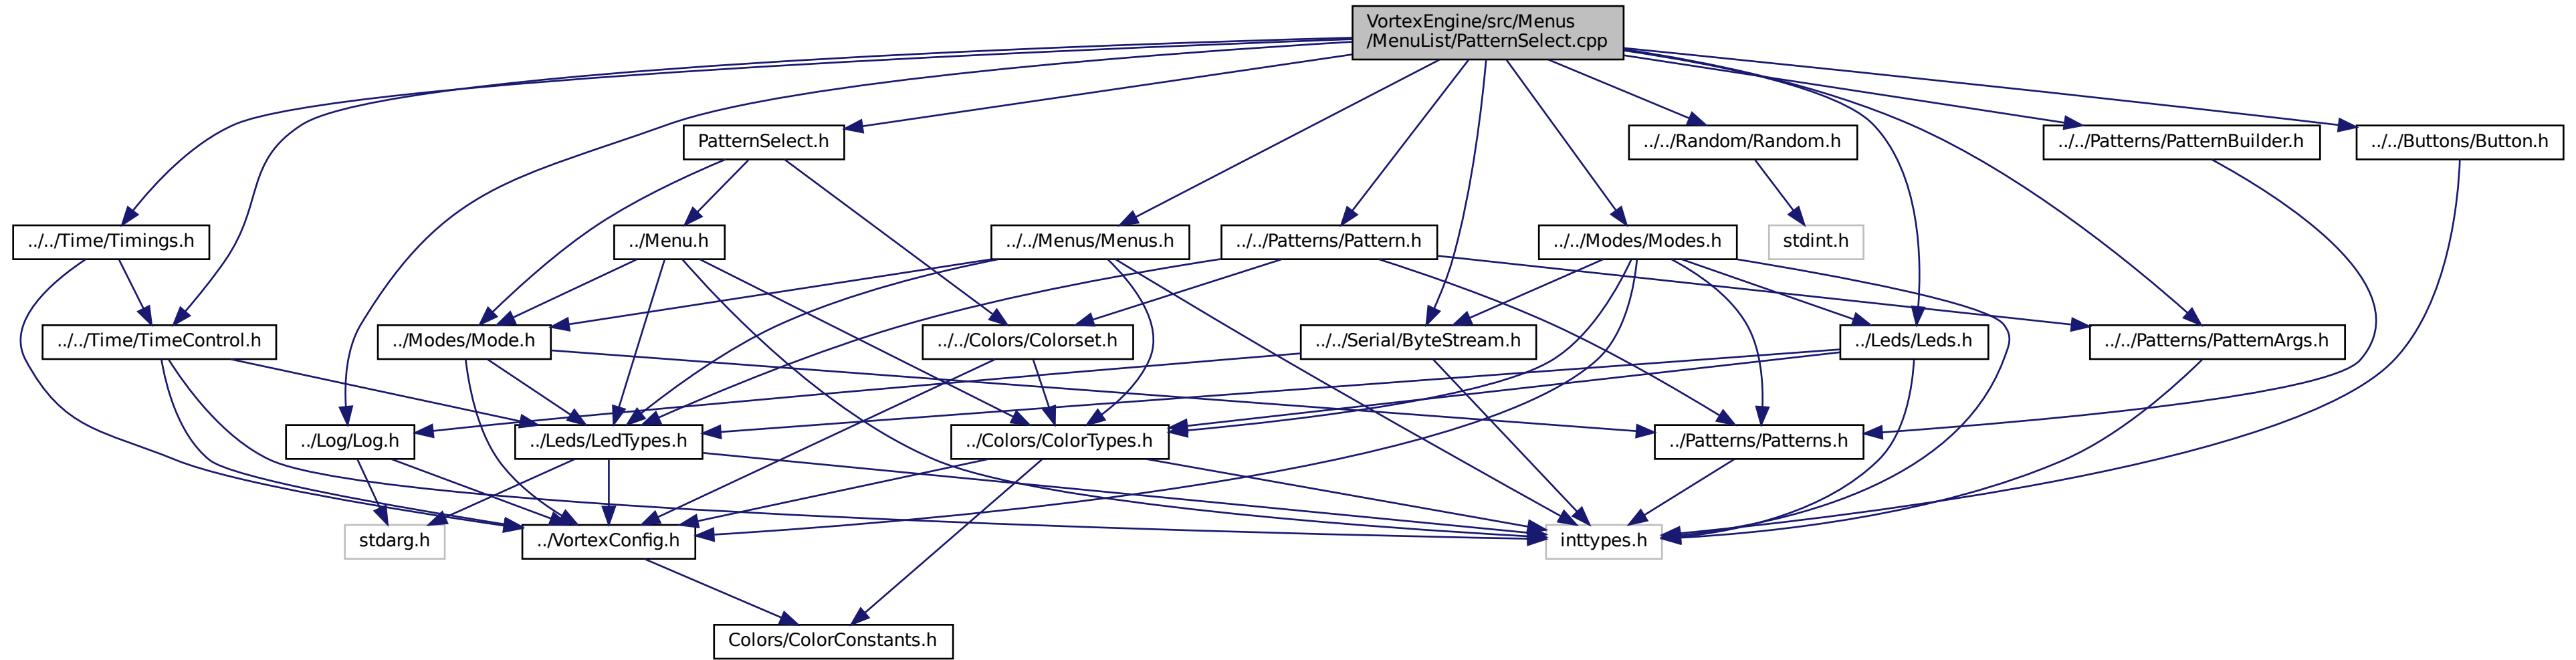 VortexEngine/src/Menus
/MenuList/PatternSelect.cpp
PatternSelect.h
../../Random/Random.h
../../Patterns/PatternBuilder.h
../../Buttons/Button.h
../../Time/Timings.h
../Menu.h
../../Menus/Menus.h
../../Patterns/Pattern.h
../../Modes/Modes.h
stdint.h
../../Time/TimeControl.h
../Modes/Mode.h
../../Colors/Colorset.h
../../Serial/ByteStream.h
../Leds/Leds.h
../../Patterns/PatternArgs.h
../Log/Log.h
../Leds/LedTypes.h
../Colors/ColorTypes.h
../Patterns/Patterns.h
stdarg.h
../VortexConfig.h
inttypes.h
Colors/ColorConstants.h